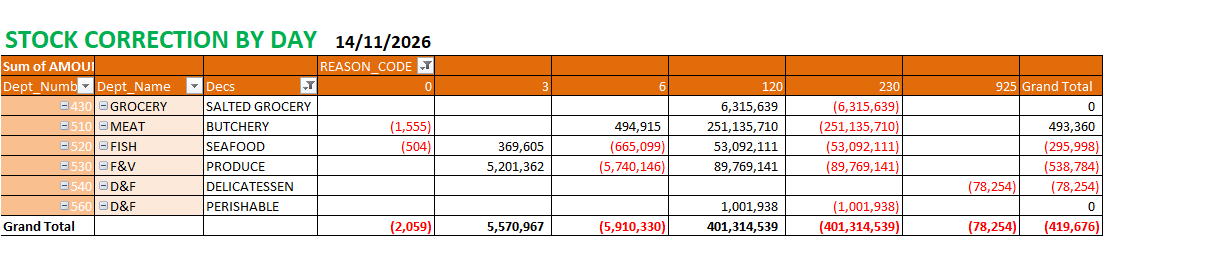 STOCK CORRECTION BY DAY 14/11/2026
Sum of AMOUI REASON_CODE
Dept_Numb Dept_Name Decs 0 3 6 120 230 925 Grand Total
430 GROCERY SALTED GROCERY 6,315,639 (6,315,639) 0
510 MEAT BUTCHERY (1,555) 494,915 251,135,710 (251,135,710) 493,360
520 FISH SEAFOOD (504) 369,605 (665,099) 53,092,111 (53,092,111) (295,998)
530 F&V PRODUCE 5,201,362 (5,740,146) 89,769,141 (89,769,141) (538,784)
540 D&F DELICATESSEN (78,254) (78,254)
560 D&F PERISHABLE 1,001,938 (1,001,938) 0
Grand Total (2,059) 5,570,967 (5,910,330) 401,314,539 (401,314,539) (78,254) (419,676)